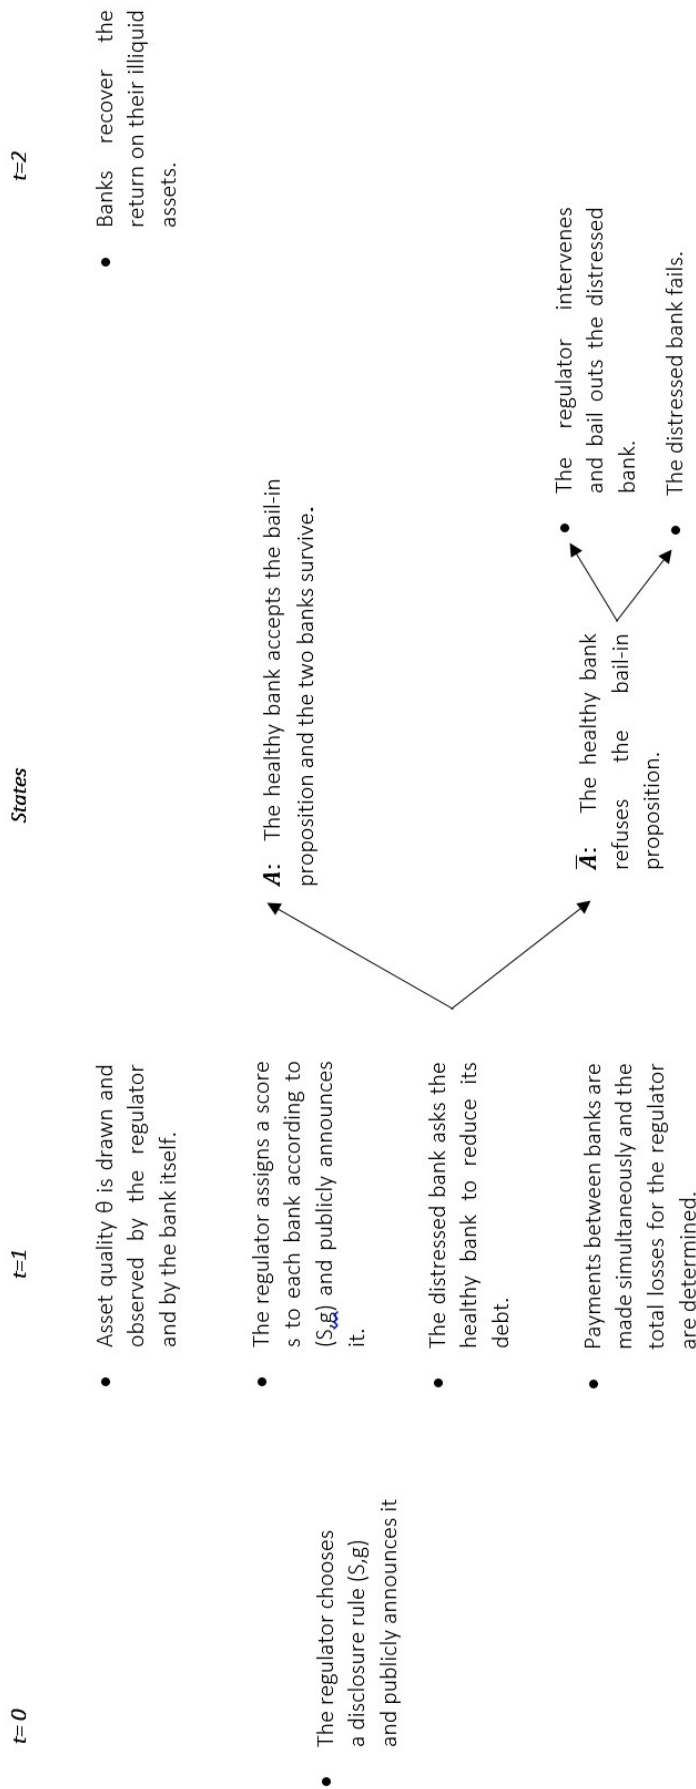 t= 0
t=1
States
t=2
• The regulator chooses
a disclosure rule (S,g)
and publicly announces it
• Asset quality θ is drawn and
observed by the regulator
and by the bank itself.
• The regulator assigns a score
s to each bank according to
(S,g) and publicly announces
it.
• The distressed bank asks the
healthy bank to reduce its
debt.
• Payments between banks are
made simultaneously and the
total losses for the regulator
are determined.
A: The healthy bank accepts the bail-in
proposition and the two banks survive.
A̅: The healthy bank
refuses the bail-in
proposition.
• The regulator intervenes
and bail outs the distressed
bank.
• The distressed bank fails.
• Banks recover the
return on their illiquid
assets.